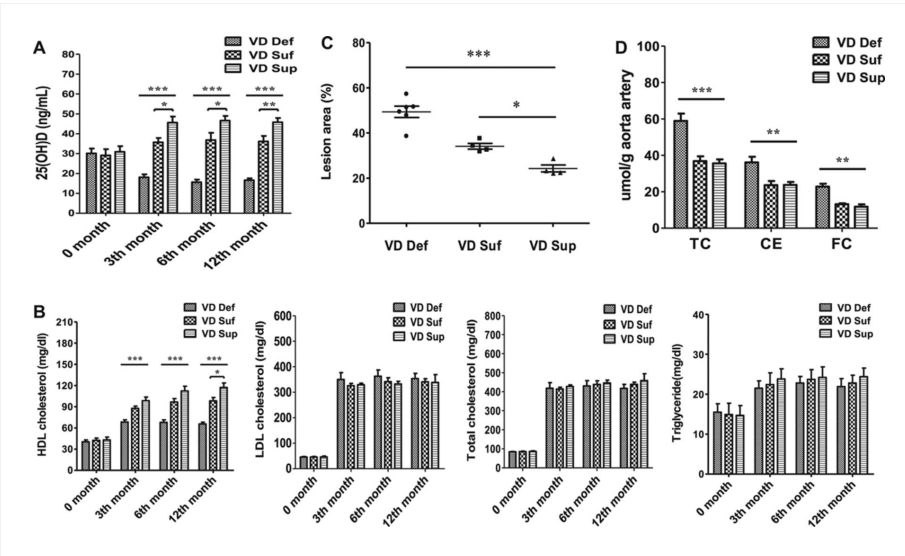 A
VD Def
VD Suf
VD Sup
25(OH)D (ng/mL)
80
70
60
50
40
30
20
10
0
***
*
***
*
***
**
0 month
3th month
6th month
12th month
C
Lesion area (%)
80
60
40
20
0
***
*
VD Def
VD Suf
VD Sup
D
VD Def
VD Suf
VD Sup
umol/g aorta artery
100
80
60
40
20
0
***
**
**
TC
CE
FC
B
VD Def
VD Suf
VD Sup
HDL cholesterol (mg/dl)
210
180
150
120
90
60
30
0
***
***
***
*
0 month
3th month
6th month
12th month
VD Def
VD Suf
VD Sup
LDL cholesterol (mg/dl)
600
500
400
300
200
100
0
0 month
3th month
6th month
12th month
VD Def
VD Suf
VD Sup
Total cholesterol (mg/dl)
800
700
600
500
400
300
200
100
0
0 month
3th month
6th month
12th month
VD Def
VD Suf
VD Sup
Triglyceride(mg/dl)
40
30
20
10
0
0 month
3th month
6th month
12th month